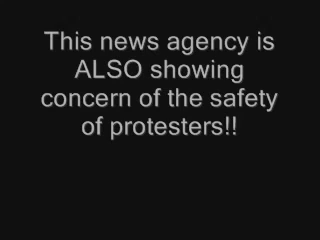 This news agency is
ALSO showing
concern of the safety
of protesters!!